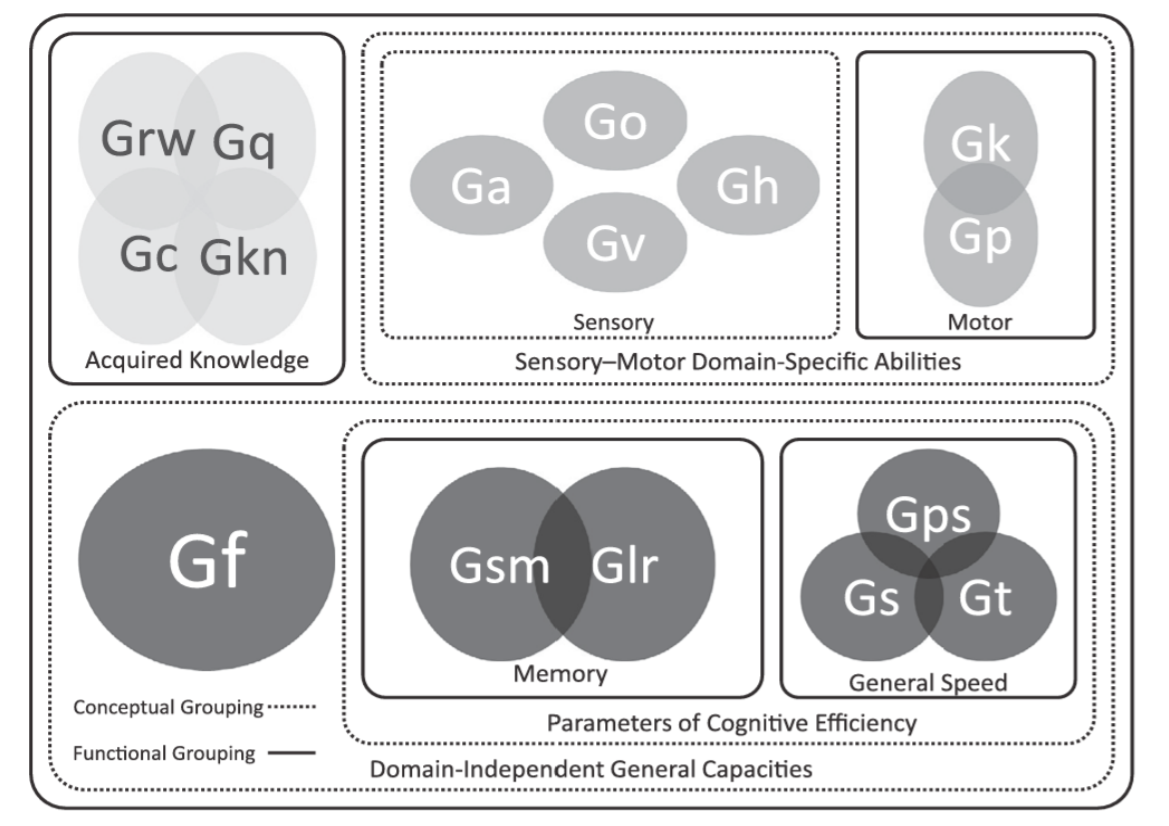 Grw Gq
Gc Gkn
Acquired Knowledge
Go
Ga
Gh
Gv
Sensory
Gk
Gp
Motor
Sensory–Motor Domain-Specific Abilities
Gf
Gsm Glr
Memory
Gps
Gs Gt
General Speed
Parameters of Cognitive Efficiency
Domain-Independent General Capacities
Conceptual Grouping
Functional Grouping